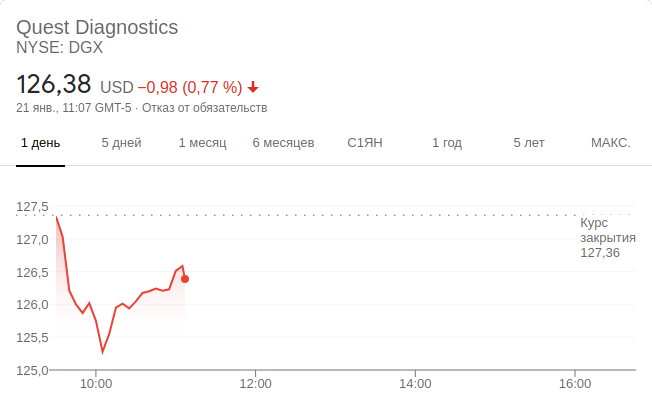 Quest Diagnostics
NYSE: DGX
126,38 USD −0,98 (0,77 %)
21 янв., 11:07 GMT-5 · Отказ от обязательств
1 день 5 дней 1 месяц 6 месяцев С1ЯН 1 год 5 лет МАКС.
127,5
127,0
126,5
126,0
125,5
125,0
Курс
закрытия
127,36
10:00 12:00 14:00 16:00